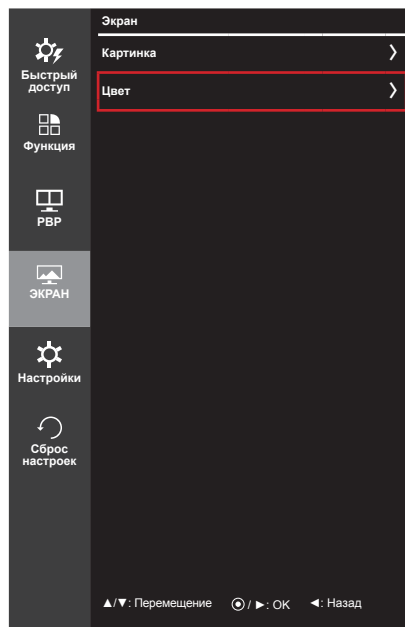 Экран
Картинка
Цвет
Быстрый
доступ
Функция
PBP
ЭКРАН
Настройки
Сброс
настроек
▲/▼: Перемещение ⦿ / ►: OK ◄: Назад